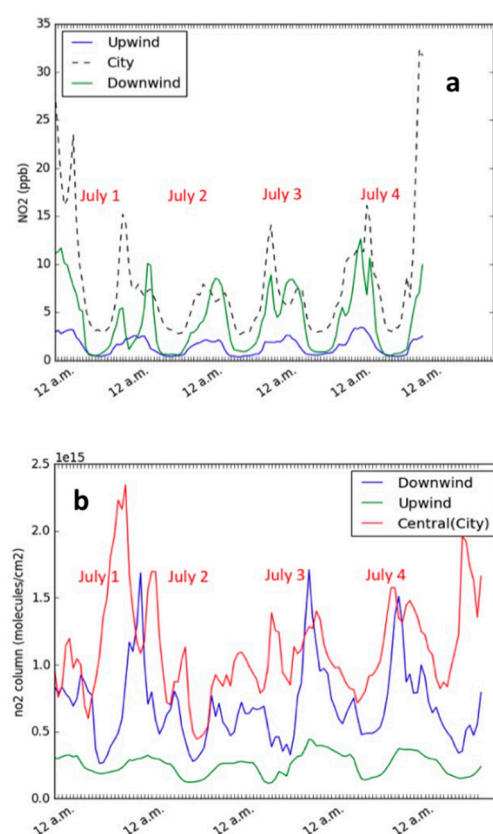 35
30
25
20
15
10
5
0
NO2 (ppb)
Upwind
City
Downwind
a
July 1
July 2
July 3
July 4
12 a.m.
12 a.m.
12 a.m.
12 a.m.
12 a.m.
12 a.m.
1e15
2.5
2.0
1.5
1.0
0.5
0.0
no2 column (molecules/cm2)
b
Downwind
Upwind
Central(City)
July 1
July 2
July 3
July 4
12 a.m.
12 a.m.
12 a.m.
12 a.m.
12 a.m.